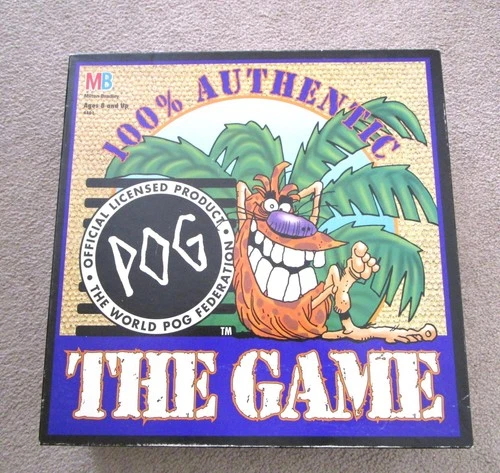 MB
Milton Bradley
Ages 8 and Up
100% AUTHENTIC
OFFICIAL LICENSED PRODUCT
POG
THE WORLD POG FEDERATION
TM
THE GAME